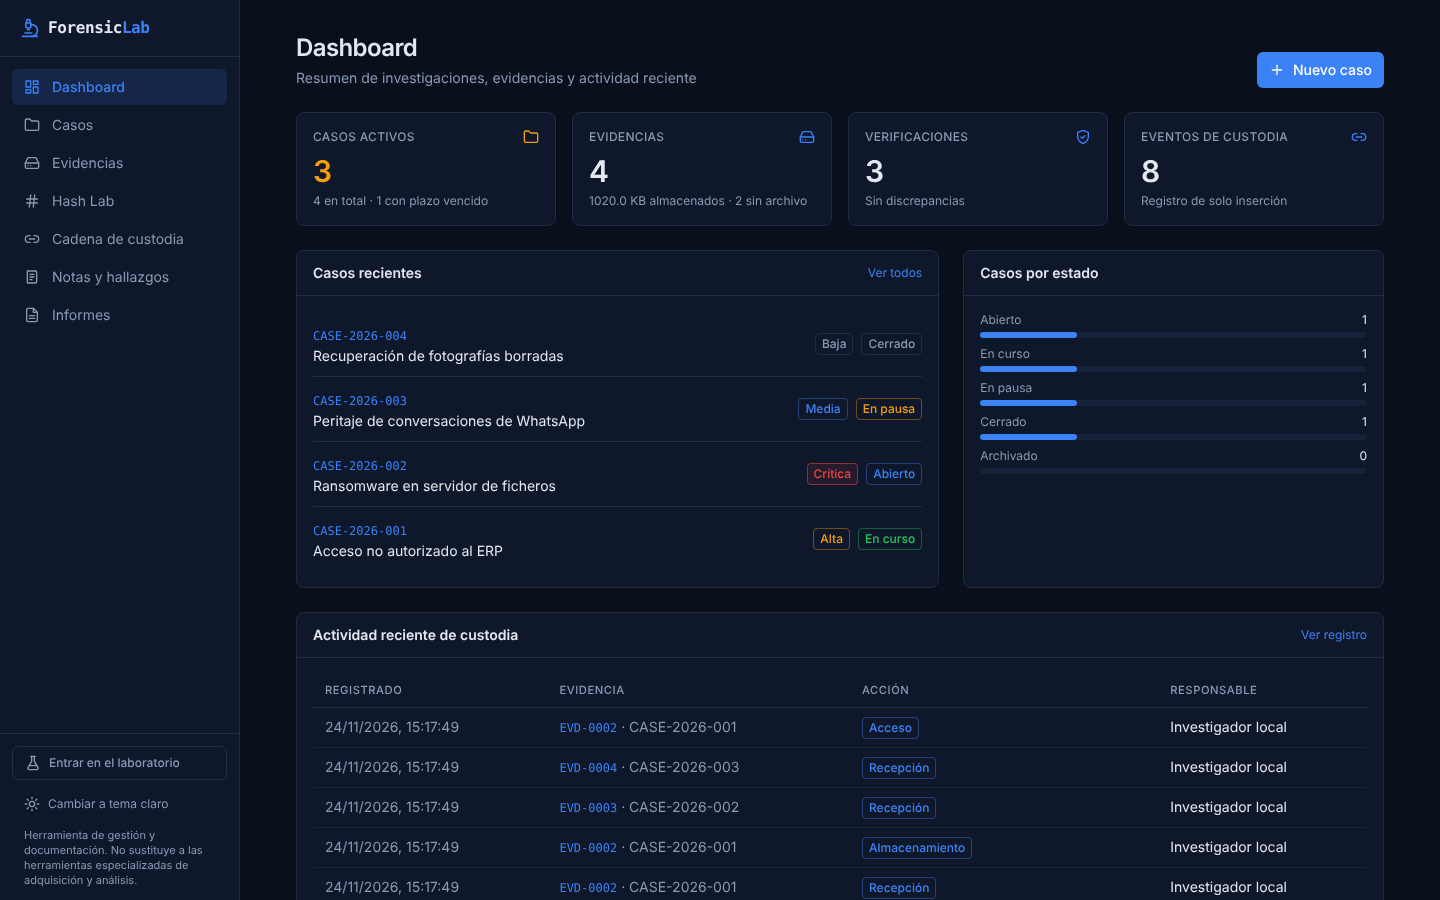 ForensicLab
Dashboard
Casos
Evidencias
Hash Lab
Cadena de custodia
Notas y hallazgos
Informes
Entrar en el laboratorio
Cambiar a tema claro
Herramienta de gestión y
documentación. No sustituye a las
herramientas especializadas de
adquisición y análisis.
Dashboard
Resumen de investigaciones, evidencias y actividad reciente
+ Nuevo caso
CASOS ACTIVOS
3
4 en total · 1 con plazo vencido
EVIDENCIAS
4
1020.0 KB almacenados · 2 sin archivo
VERIFICACIONES
3
Sin discrepancias
EVENTOS DE CUSTODIA
8
Registro de solo inserción
Casos recientes Ver todos
CASE-2026-004
Recuperación de fotografías borradas Baja Cerrado
CASE-2026-003
Peritaje de conversaciones de WhatsApp Media En pausa
CASE-2026-002
Ransomware en servidor de ficheros Crítica Abierto
CASE-2026-001
Acceso no autorizado al ERP Alta En curso
Casos por estado
Abierto 1
En curso 1
En pausa 1
Cerrado 1
Archivado 0
Actividad reciente de custodia Ver registro
REGISTRADO EVIDENCIA ACCIÓN RESPONSABLE
24/11/2026, 15:17:49 EVD-0002 · CASE-2026-001 Acceso Investigador local
24/11/2026, 15:17:49 EVD-0004 · CASE-2026-003 Recepción Investigador local
24/11/2026, 15:17:49 EVD-0003 · CASE-2026-002 Recepción Investigador local
24/11/2026, 15:17:49 EVD-0002 · CASE-2026-001 Almacenamiento Investigador local
24/11/2026, 15:17:49 EVD-0002 · CASE-2026-001 Recepción Investigador local